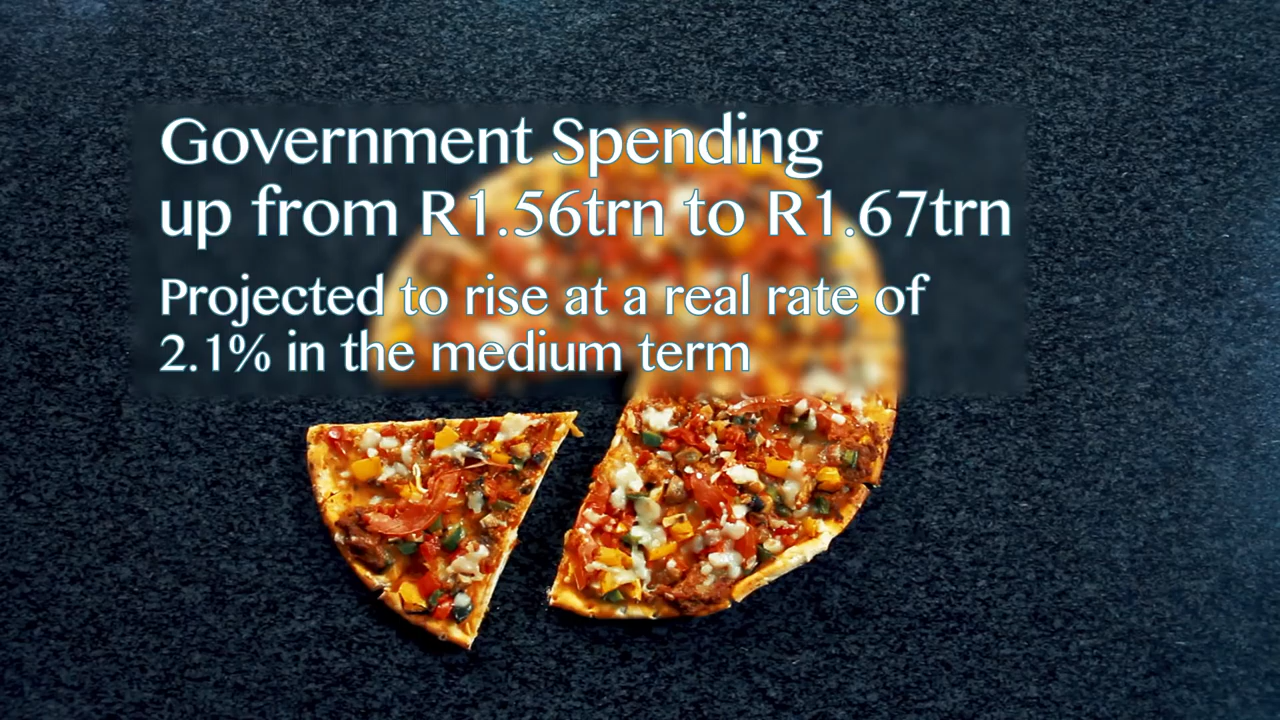 Government Spending
up from R1.56trn to R1.67trn
Projected to rise at a real rate of
2.1% in the medium term